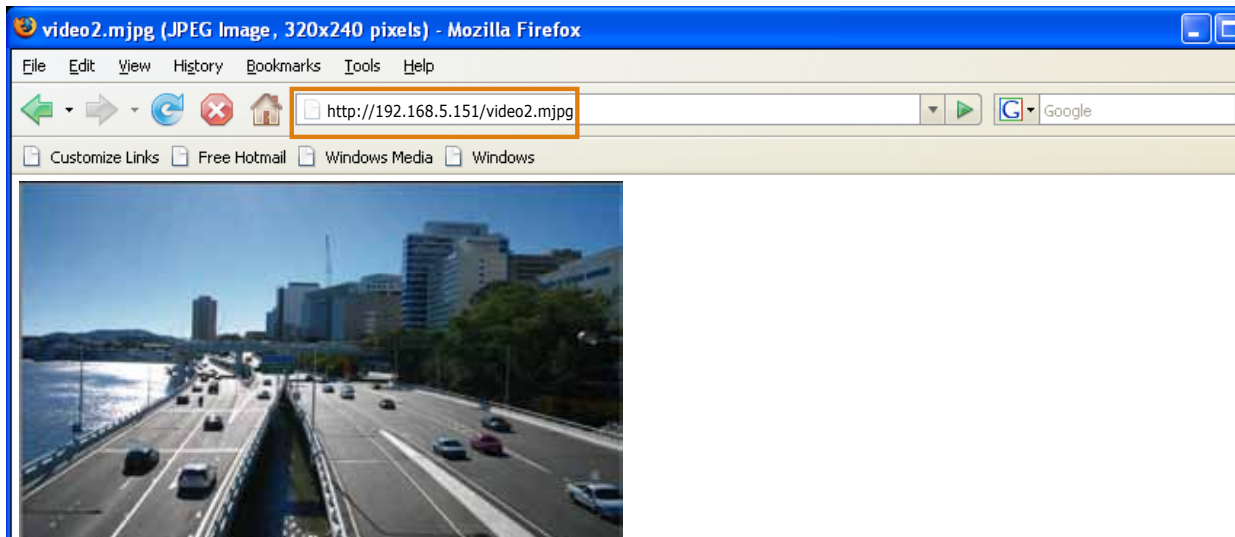 video2.mjpg (JPEG Image, 320x240 pixels) - Mozilla Firefox
File Edit View History Bookmarks Tools Help
http://192.168.5.151/video2.mjpg G Google
Customize Links Free Hotmail Windows Media Windows